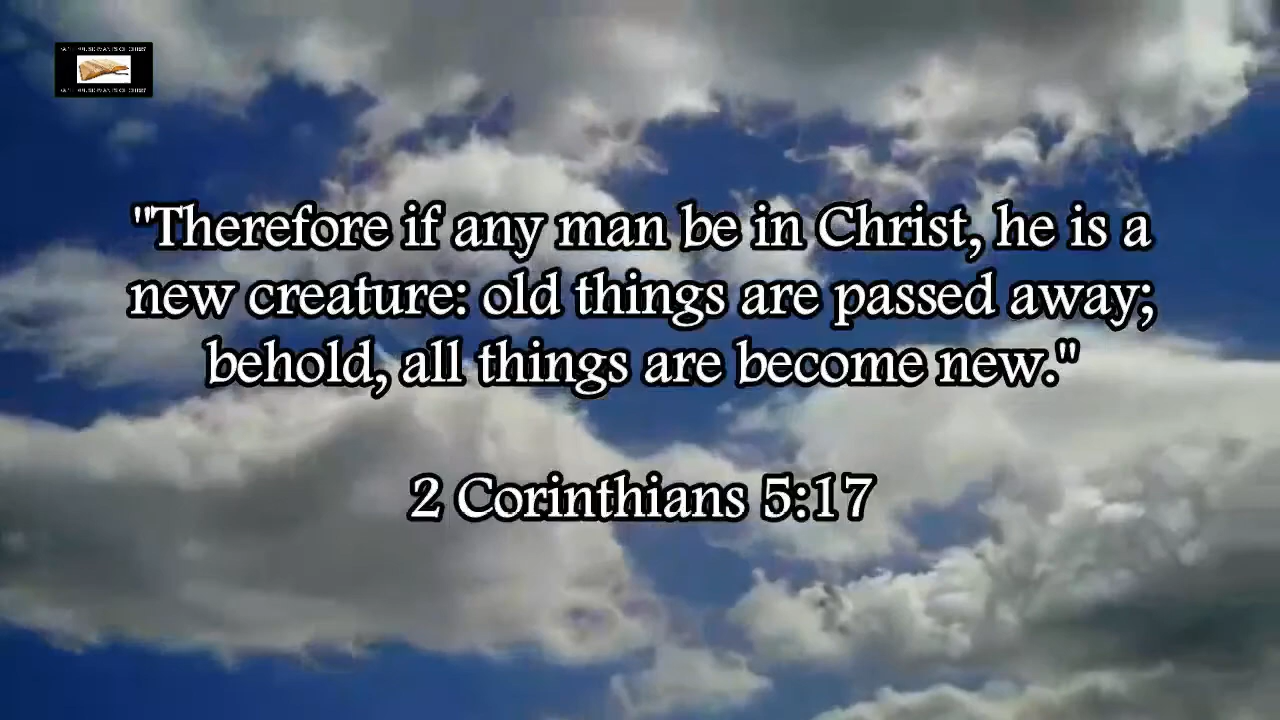 "Therefore if any man be in Christ, he is a
new creature: old things are passed away;
behold, all things are become new."
2 Corinthians 5:17